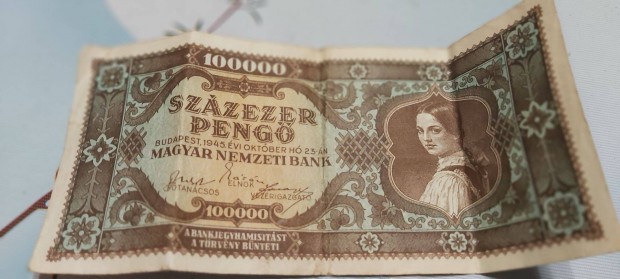 100000
SZÁZEZER
PENGŐ
BUDAPEST, 1945. ÉVI OKTÓBER HÓ 23-ÁN
MAGYAR NEMZETI BANK
FŐTANÁCSOS ELNÖK VEZÉRIGAZGATÓ
100000
A BANKJEGYHAMISITÁST
A TÖRVÉNY BÜNTETI